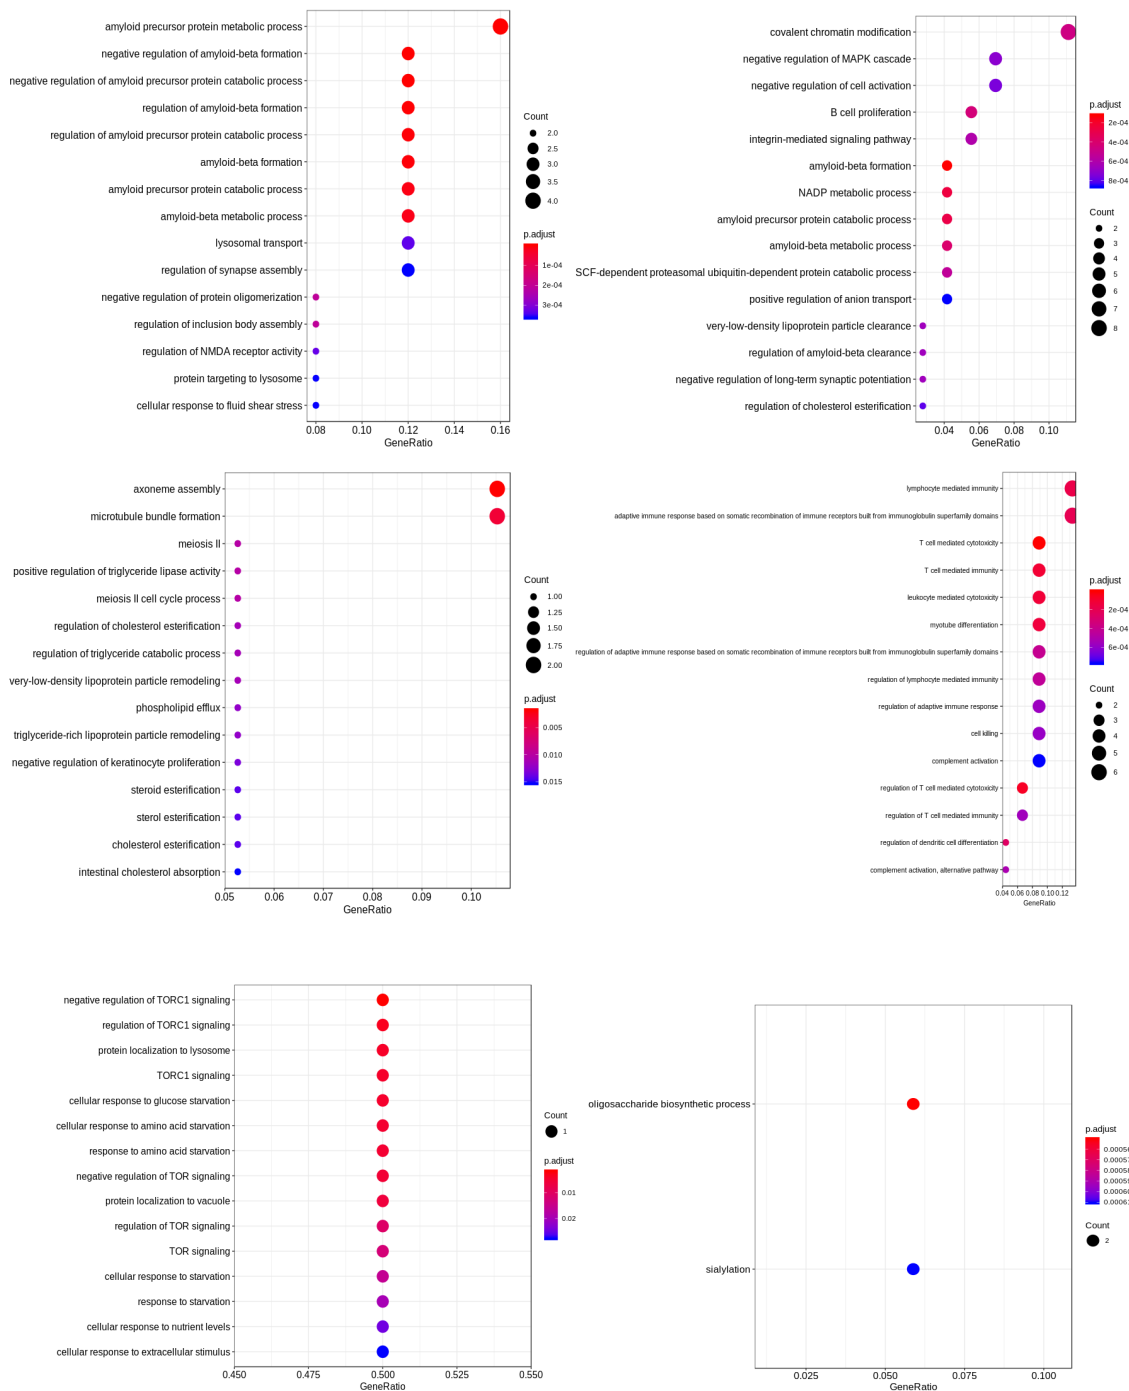 amyloid precursor protein metabolic process
negative regulation of amyloid-beta formation
negative regulation of amyloid precursor protein catabolic process
regulation of amyloid-beta formation
regulation of amyloid precursor protein catabolic process
amyloid-beta formation
amyloid precursor protein catabolic process
amyloid-beta metabolic process
lysosomal transport
regulation of synapse assembly
negative regulation of protein oligomerization
regulation of inclusion body assembly
regulation of NMDA receptor activity
protein targeting to lysosome
cellular response to fluid shear stress
0.08 0.10 0.12 0.14 0.16
GeneRatio
Count
2.0
2.5
3.0
3.5
4.0
p.adjust
1e-04
2e-04
3e-04
covalent chromatin modification
negative regulation of MAPK cascade
negative regulation of cell activation
B cell proliferation
integrin-mediated signaling pathway
amyloid-beta formation
NADP metabolic process
amyloid precursor protein catabolic process
amyloid-beta metabolic process
SCF-dependent proteasomal ubiquitin-dependent protein catabolic process
positive regulation of anion transport
very-low-density lipoprotein particle clearance
regulation of amyloid-beta clearance
negative regulation of long-term synaptic potentiation
regulation of cholesterol esterification
0.04 0.06 0.08 0.10
GeneRatio
p.adjust
2e-04
4e-04
6e-04
8e-04
Count
2
3
4
5
6
7
8
axoneme assembly
microtubule bundle formation
meiosis II
positive regulation of triglyceride lipase activity
meiosis II cell cycle process
regulation of cholesterol esterification
regulation of triglyceride catabolic process
very-low-density lipoprotein particle remodeling
phospholipid efflux
triglyceride-rich lipoprotein particle remodeling
negative regulation of keratinocyte proliferation
steroid esterification
sterol esterification
cholesterol esterification
intestinal cholesterol absorption
0.05 0.06 0.07 0.08 0.09 0.10
GeneRatio
Count
1.00
1.25
1.50
1.75
2.00
p.adjust
0.005
0.010
0.015
lymphocyte mediated immunity
adaptive immune response based on somatic recombination of immune receptors built from immunoglobulin superfamily domains
T cell mediated cytotoxicity
T cell mediated immunity
leukocyte mediated cytotoxicity
myotube differentiation
regulation of adaptive immune response based on somatic recombination of immune receptors built from immunoglobulin superfamily domains
regulation of lymphocyte mediated immunity
regulation of adaptive immune response
cell killing
complement activation
regulation of T cell mediated cytotoxicity
regulation of T cell mediated immunity
regulation of dendritic cell differentiation
complement activation, alternative pathway
0.04 0.06 0.08 0.10 0.12
GeneRatio
p.adjust
2e-04
4e-04
6e-04
Count
2
3
4
5
6
negative regulation of TORC1 signaling
regulation of TORC1 signaling
protein localization to lysosome
TORC1 signaling
cellular response to glucose starvation
cellular response to amino acid starvation
response to amino acid starvation
negative regulation of TOR signaling
protein localization to vacuole
regulation of TOR signaling
TOR signaling
cellular response to starvation
response to starvation
cellular response to nutrient levels
cellular response to extracellular stimulus
0.450 0.475 0.500 0.525 0.550
GeneRatio
Count
1
p.adjust
0.01
0.02
oligosaccharide biosynthetic process
sialylation
0.025 0.050 0.075 0.100
GeneRatio
p.adjust
0.00056
0.00057
0.00058
0.00059
0.00060
0.00061
Count
2